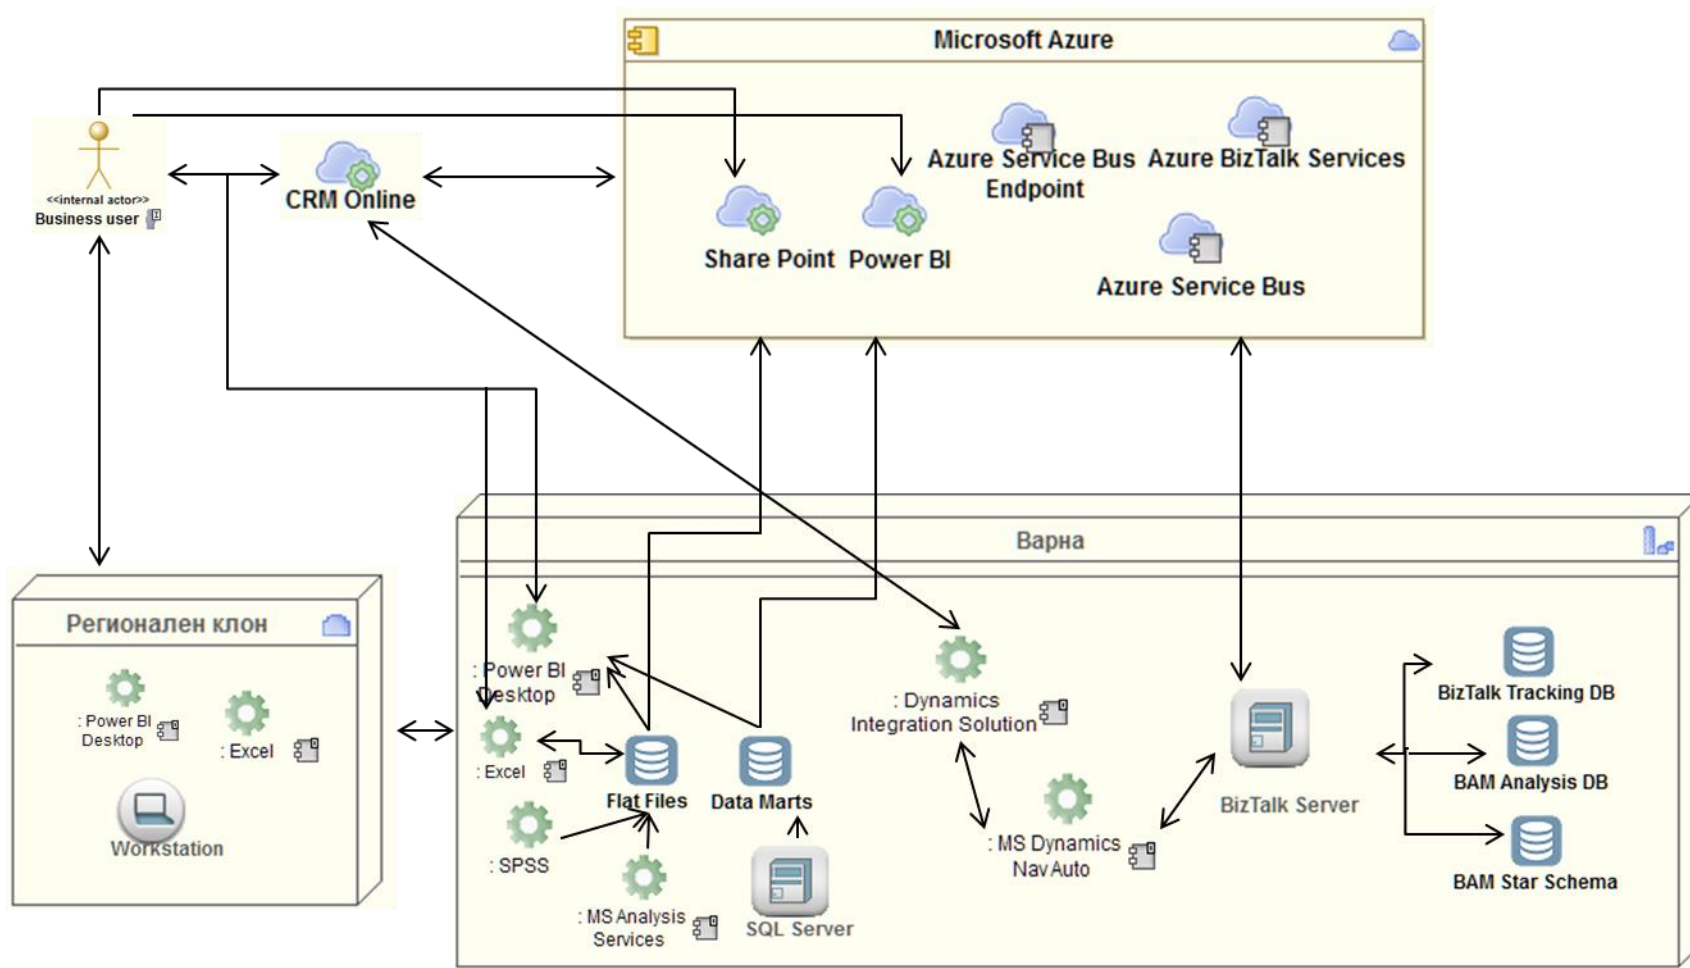 Microsoft Azure
<<internal actor>>
Business user
CRM Online
Azure Service Bus
Endpoint
Azure BizTalk Services
Share Point
Power BI
Azure Service Bus
Варна
Регионален клон
: Power BI
Desktop
: Excel
Workstation
: Power BI
Desktop
: Excel
Flat Files
Data Marts
: SPSS
: MS Analysis
Services
SQL Server
: Dynamics
Integration Solution
: MS Dynamics
Nav Auto
BizTalk Server
BizTalk Tracking DB
BAM Analysis DB
BAM Star Schema